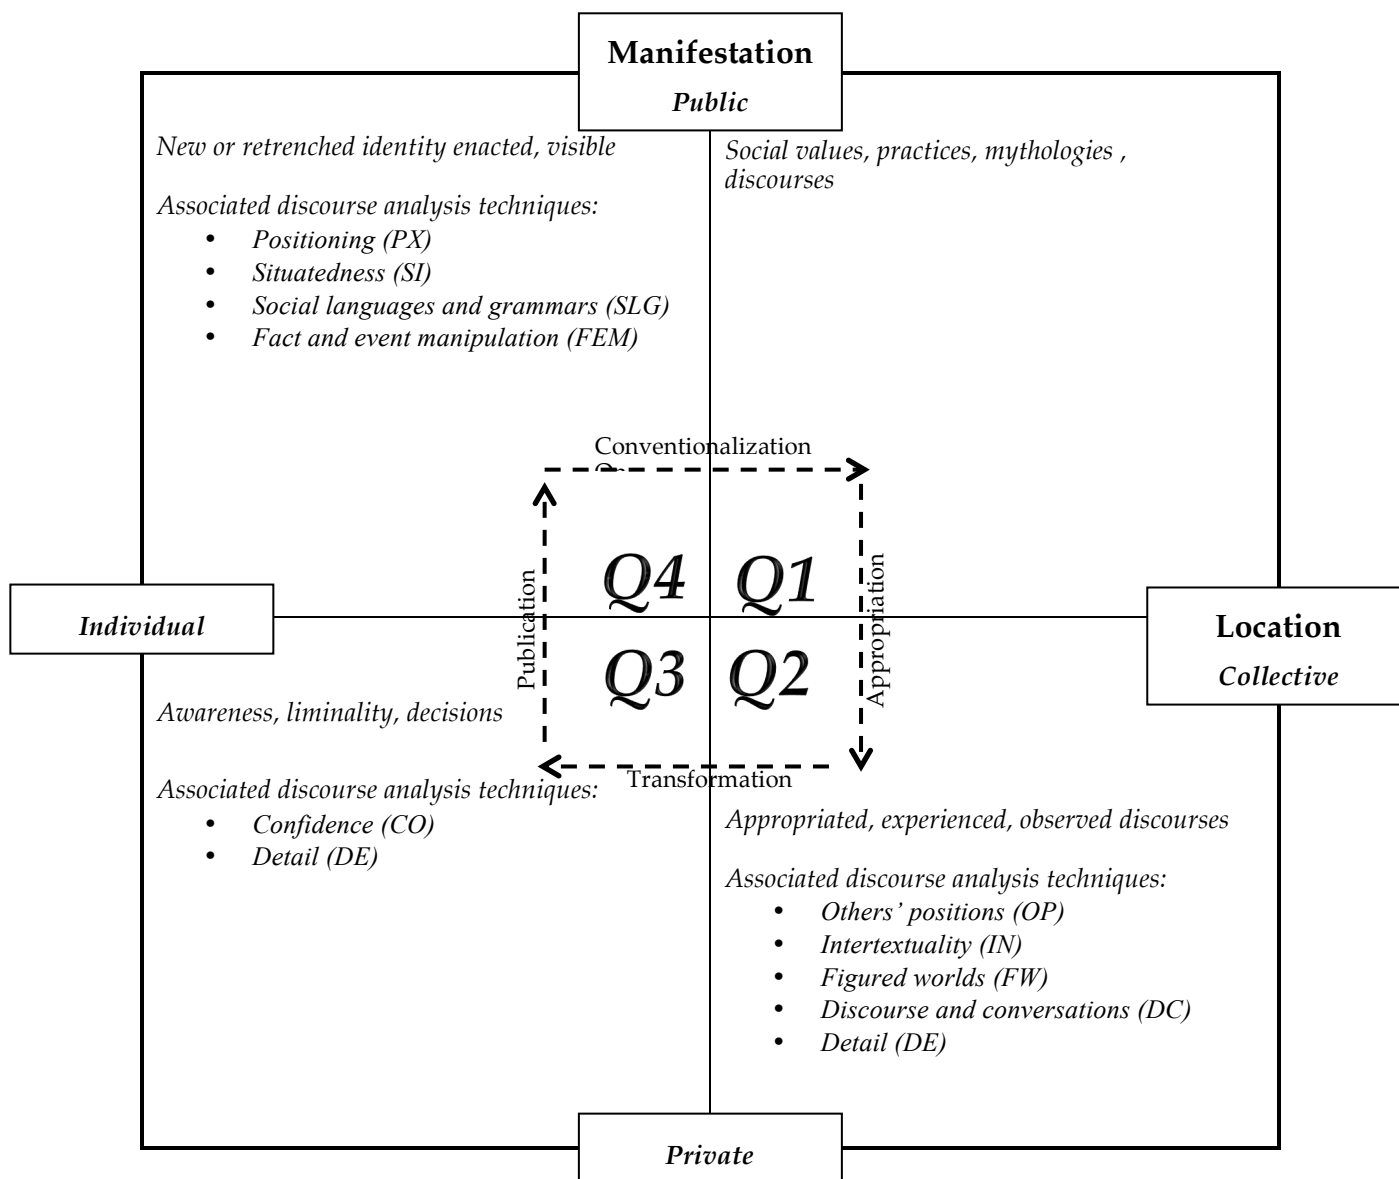 Manifestation
Public
New or retrenched identity enacted, visible
Associated discourse analysis techniques:
• Positioning (PX)
• Situatedness (SI)
• Social languages and grammars (SLG)
• Fact and event manipulation (FEM)
Social values, practices, mythologies ,
discourses
Conventionalization
Publication
Q4
Q1
Appropriation
Individual
Location
Collective
Q3
Q2
Transformation
Awareness, liminality, decisions
Associated discourse analysis techniques:
• Confidence (CO)
• Detail (DE)
Appropriated, experienced, observed discourses
Associated discourse analysis techniques:
• Others’ positions (OP)
• Intertextuality (IN)
• Figured worlds (FW)
• Discourse and conversations (DC)
• Detail (DE)
Private